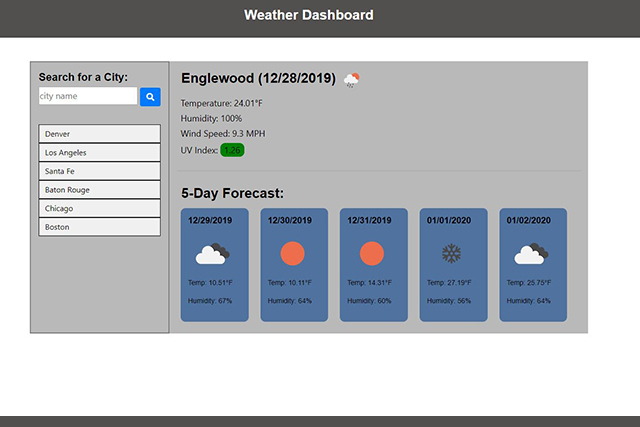 Weather Dashboard
Search for a City:
city name
Denver
Los Angeles
Santa Fe
Baton Rouge
Chicago
Boston
Englewood (12/28/2019)
Temperature: 24.01°F
Humidity: 100%
Wind Speed: 9.3 MPH
UV Index: 1.26
5-Day Forecast:
12/29/2019
Temp: 10.51°F
Humidity: 67%
12/30/2019
Temp: 10.11°F
Humidity: 64%
12/31/2019
Temp: 14.31°F
Humidity: 60%
01/01/2020
Temp: 27.19°F
Humidity: 56%
01/02/2020
Temp: 25.75°F
Humidity: 64%